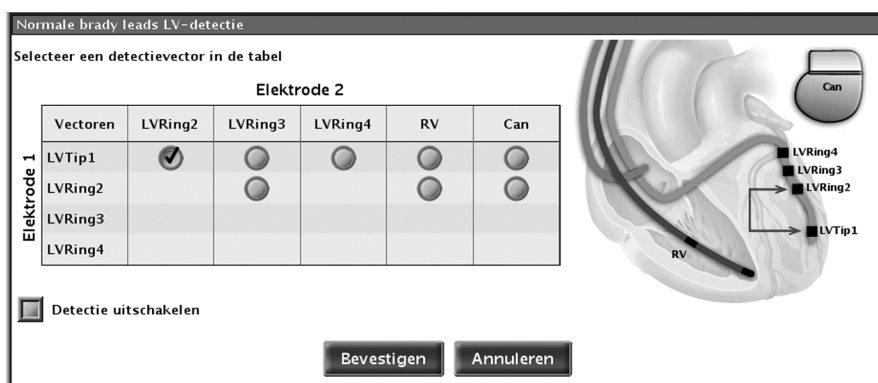 Normale brady leads LV-detectie
Selecteer een detectievector in de tabel
Elektrode 2
Elektrode 1
Vectoren LVRing2 LVRing3 LVRing4 RV Can
LVTip1
LVRing2
LVRing3
LVRing4
Detectie uitschakelen
Bevestigen Annuleren
Can
LVRing4
LVRing3
LVRing2
LVTip1
RV